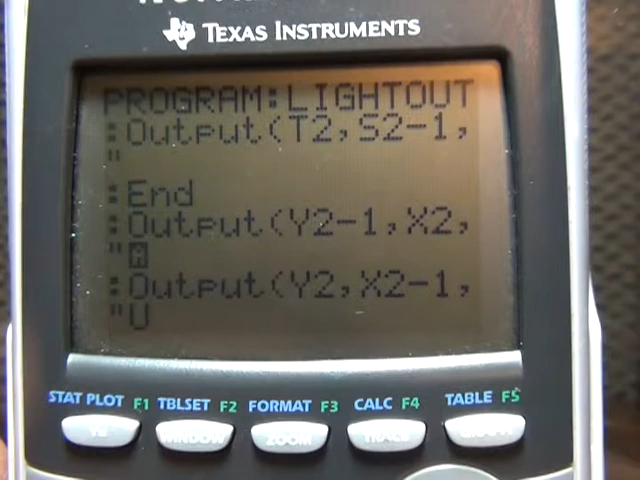 TEXAS INSTRUMENTS
PROGRAM:LIGHTOUT
:Output(T2,S2-1,
"
:End
:Output(Y2-1,X2,
"A
:Output(Y2,X2-1,
"U
STAT PLOT F1 TBLSET F2 FORMAT F3 CALC F4 TABLE F5
Y= WINDOW ZOOM TRACE GRAPH